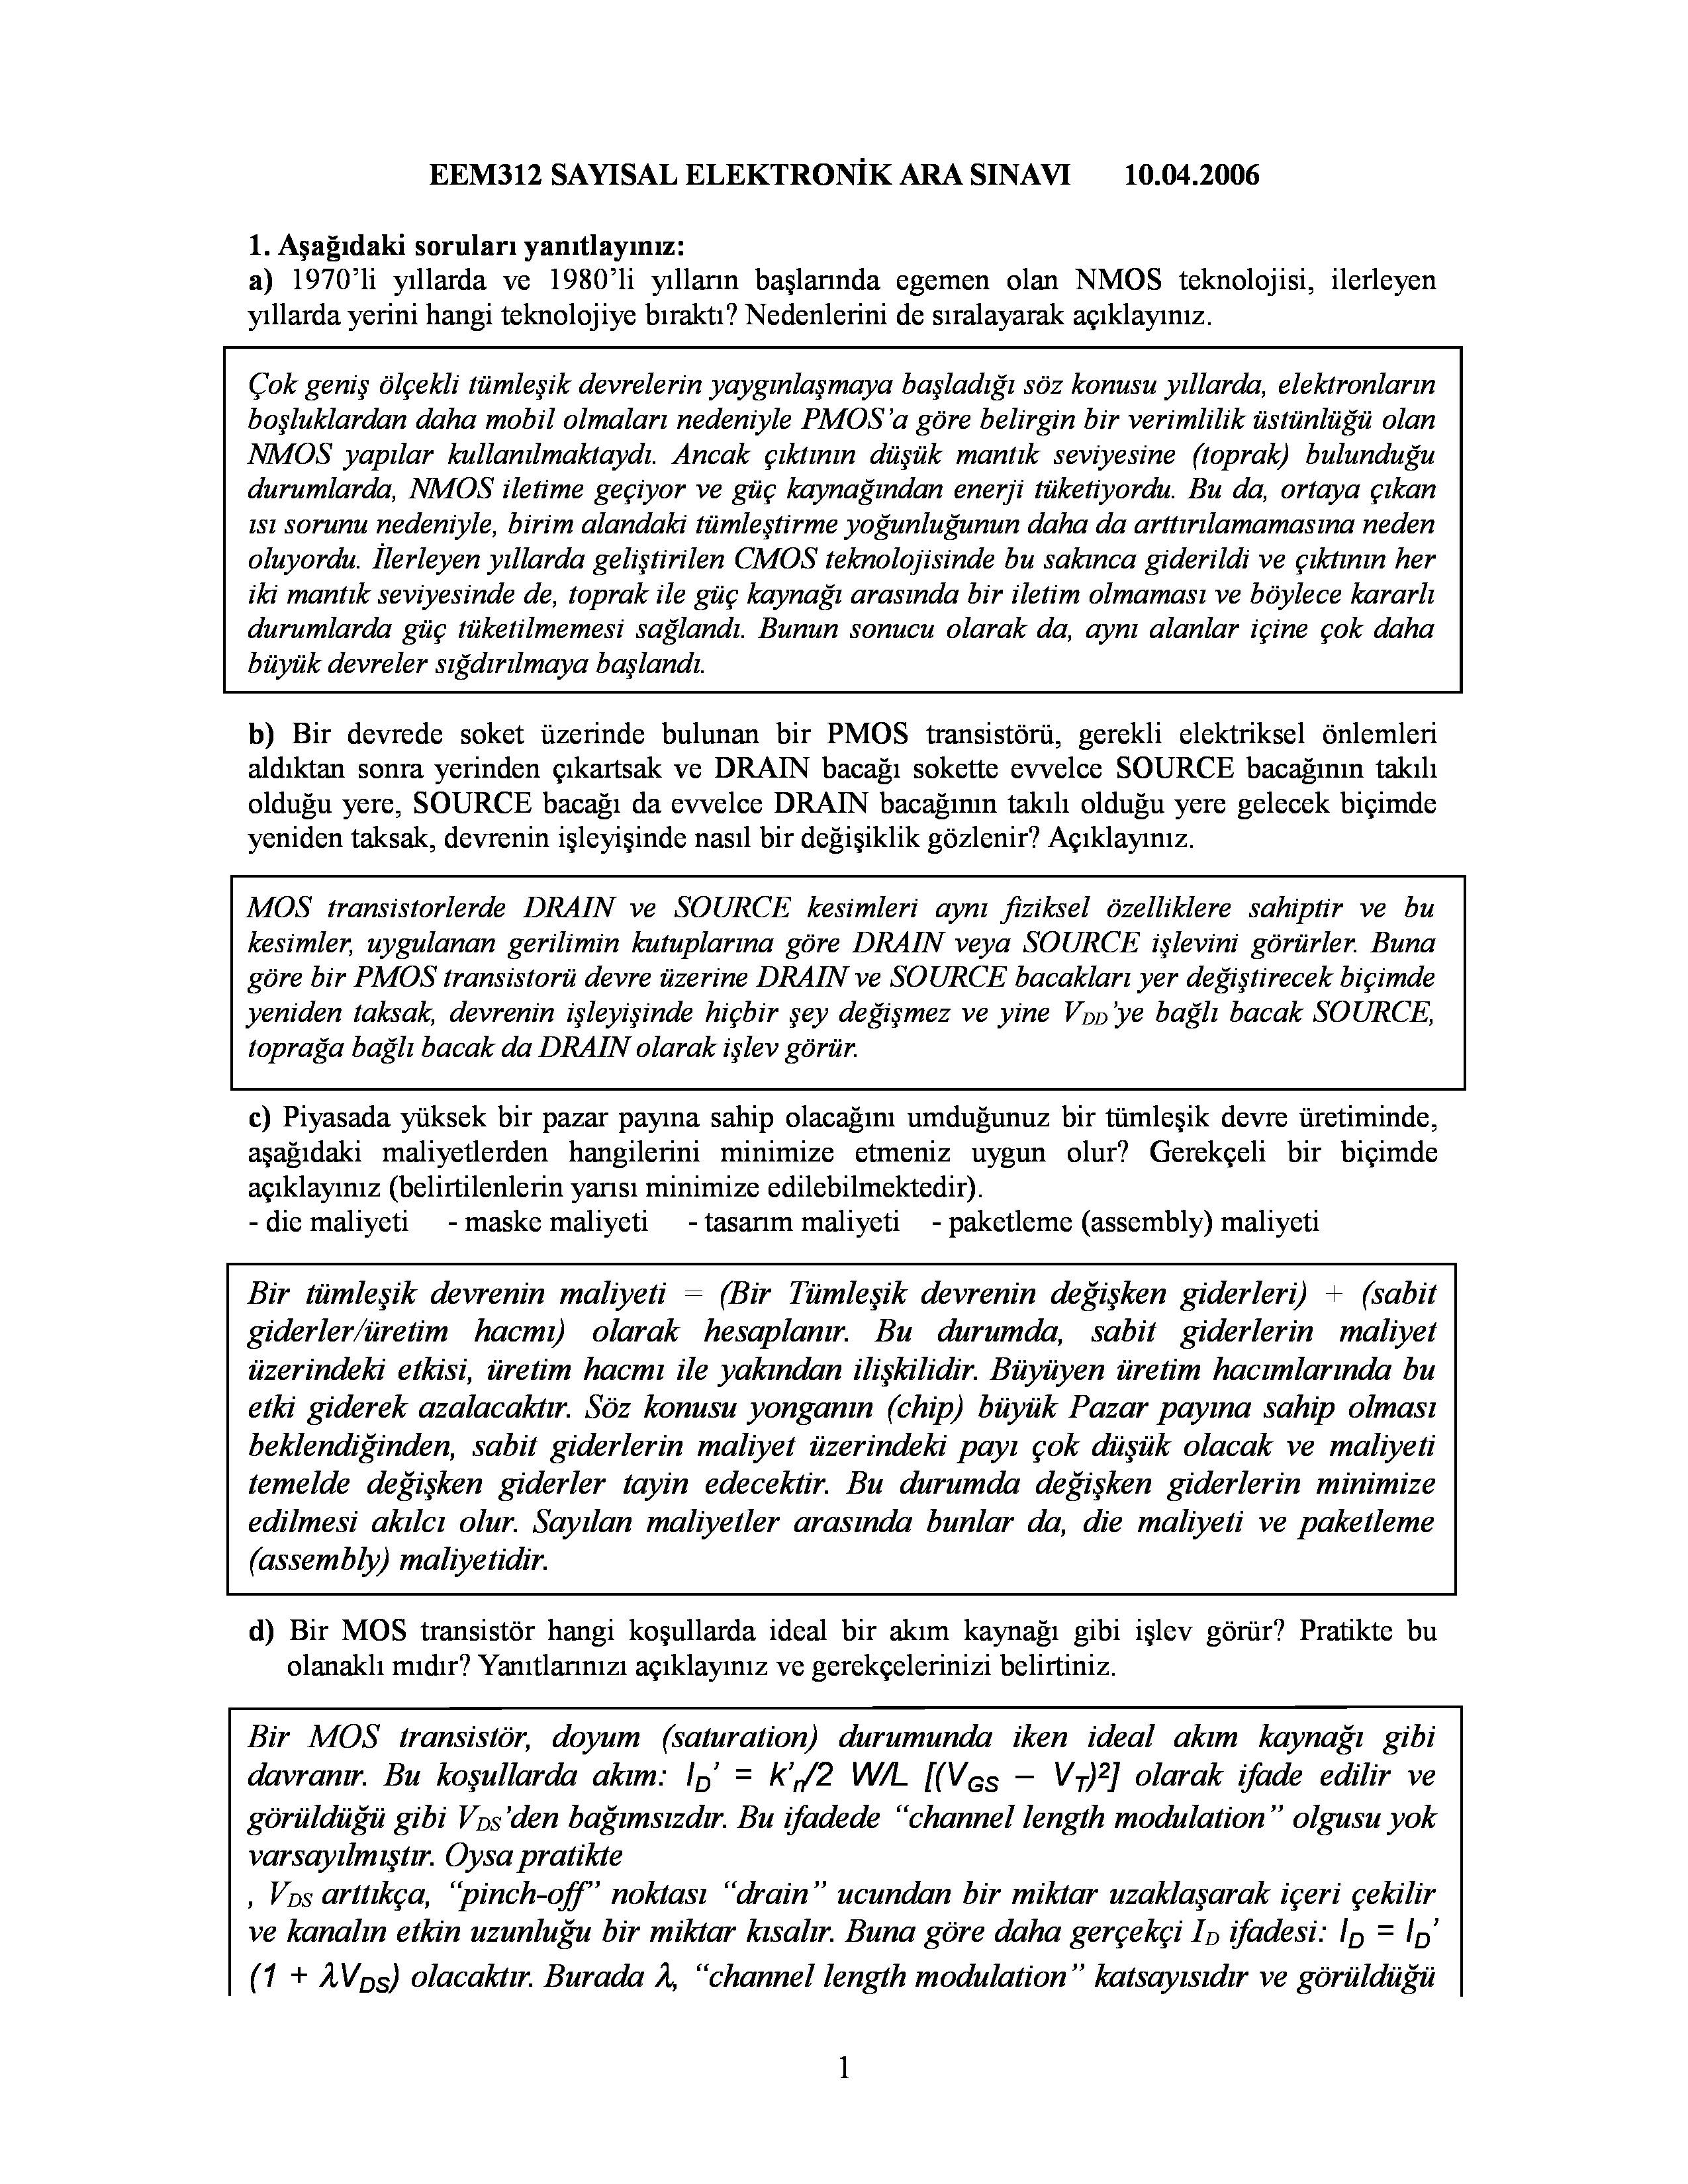 EEM312 SAYISAL ELEKTRONİK ARA SINAVI 10.04.2006
1. Aşağıdaki soruları yanıtlayınız:
a) 1970’li yıllarda ve 1980’li yılların başlarında egemen olan NMOS teknolojisi, ilerleyen
yıllarda yerini hangi teknolojiye bıraktı? Nedenlerini de sıralayarak açıklayınız.
Çok geniş ölçekli tümleşik devrelerin yaygınlaşmaya başladığı söz konusu yıllarda, elektronların
boşluklardan daha mobil olmaları nedeniyle PMOS’a göre belirgin bir verimlilik üstünlüğü olan
NMOS yapılar kullanılmaktaydı. Ancak çıktının düşük mantık seviyesine (toprak) bulunduğu
durumlarda, NMOS iletime geçiyor ve güç kaynağından enerji tüketiyordu. Bu da, ortaya çıkan
ısı sorunu nedeniyle, birim alandaki tümleştirme yoğunluğunun daha da arttırılamamasına neden
oluyordu. İlerleyen yıllarda geliştirilen CMOS teknolojisinde bu sakınca giderildi ve çıktının her
iki mantık seviyesinde de, toprak ile güç kaynağı arasında bir iletim olmaması ve böylece kararlı
durumlarda güç tüketilmemesi sağlandı. Bunun sonucu olarak da, aynı alanlar içine çok daha
büyük devreler sığdırılmaya başlandı.
b) Bir devrede soket üzerinde bulunan bir PMOS transistörü, gerekli elektriksel önlemleri
aldıktan sonra yerinden çıkartsak ve DRAIN bacağı sokette evvelce SOURCE bacağının takılı
olduğu yere, SOURCE bacağı da evvelce DRAIN bacağının takılı olduğu yere gelecek biçimde
yeniden taksak, devrenin işleyişinde nasıl bir değişiklik gözlenir? Açıklayınız.
MOS transistorlerde DRAIN ve SOURCE kesimleri aynı fiziksel özelliklere sahiptir ve bu
kesimler, uygulanan gerilimin kutuplarına göre DRAIN veya SOURCE işlevini görürler. Buna
göre bir PMOS transistorü devre üzerine DRAIN ve SOURCE bacakları yer değiştirecek biçimde
yeniden taksak, devrenin işleyişinde hiçbir şey değişmez ve yine VDD’ye bağlı bacak SOURCE,
toprağa bağlı bacak da DRAIN olarak işlev görür.
c) Piyasada yüksek bir pazar payına sahip olacağını umduğunuz bir tümleşik devre üretiminde,
aşağıdaki maliyetlerden hangilerini minimize etmeniz uygun olur? Gerekçeli bir biçimde
açıklayınız (belirtilenlerin yarısı minimize edilebilmektedir).
- die maliyeti - maske maliyeti - tasarım maliyeti - paketleme (assembly) maliyeti
Bir tümleşik devrenin maliyeti = (Bir Tümleşik devrenin değişken giderleri) + (sabit
giderler/üretim hacmı) olarak hesaplanır. Bu durumda, sabit giderlerin maliyet
üzerindeki etkisi, üretim hacmı ile yakından ilişkilidir. Büyüyen üretim hacımlarında bu
etki giderek azalacaktır. Söz konusu yonganın (chip) büyük Pazar payına sahip olması
beklendiğinden, sabit giderlerin maliyet üzerindeki payı çok düşük olacak ve maliyeti
temelde değişken giderler tayin edecektir. Bu durumda değişken giderlerin minimize
edilmesi akılcı olur. Sayılan maliyetler arasında bunlar da, die maliyeti ve paketleme
(assembly) maliyetidir.
d) Bir MOS transistör hangi koşullarda ideal bir akım kaynağı gibi işlev görür? Pratikte bu
olanaklı mıdır? Yanıtlarınızı açıklayınız ve gerekçelerinizi belirtiniz.
Bir MOS transistör, doyum (saturation) durumunda iken ideal akım kaynağı gibi
davranır. Bu koşullarda akım: ID’ = k’n/2 W/L [(VGS – VT)²] olarak ifade edilir ve
görüldüğü gibi VDS’den bağımsızdır. Bu ifadede “channel length modulation” olgusu yok
varsayılmıştır. Oysa pratikte
, VDS arttıkça, “pinch-off” noktası “drain” ucundan bir miktar uzaklaşarak içeri çekilir
ve kanalın etkin uzunluğu bir miktar kısalır. Buna göre daha gerçekçi ID ifadesi: ID = ID’
(1 + λVDS) olacaktır. Burada λ, “channel length modulation” katsayısıdır ve görüldüğü
1